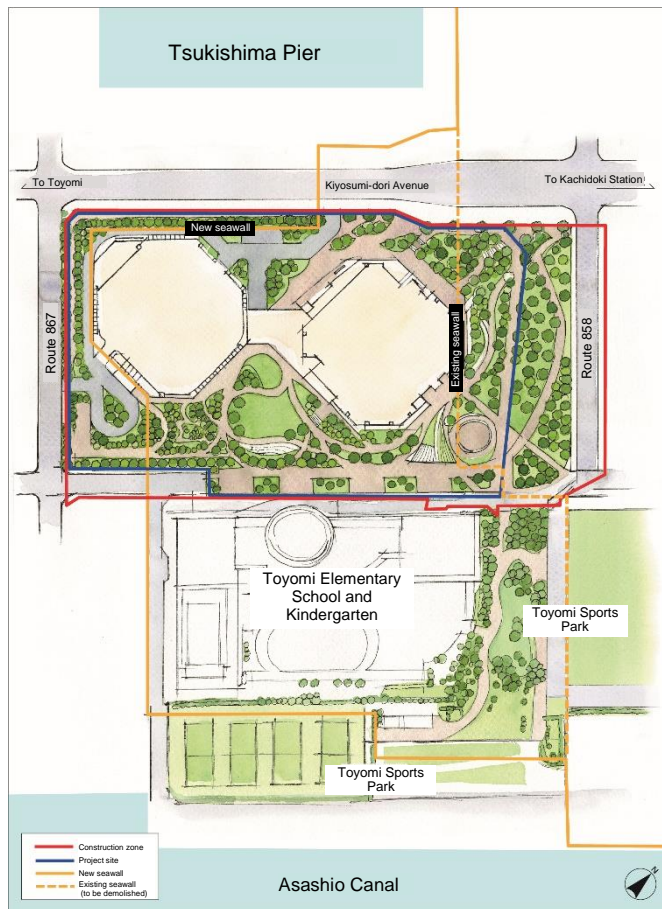 Tsukishima Pier
To Toyomi
Kiyosumi-dori Avenue
To Kachidoki Station
New seawall
Route 867
Existing seawall
Route 858
Toyomi Elementary
School and
Kindergarten
Toyomi Sports
Park
Toyomi Sports
Park
Construction zone
Project site
New seawall
Existing seawall
(to be demolished)
Asashio Canal
N